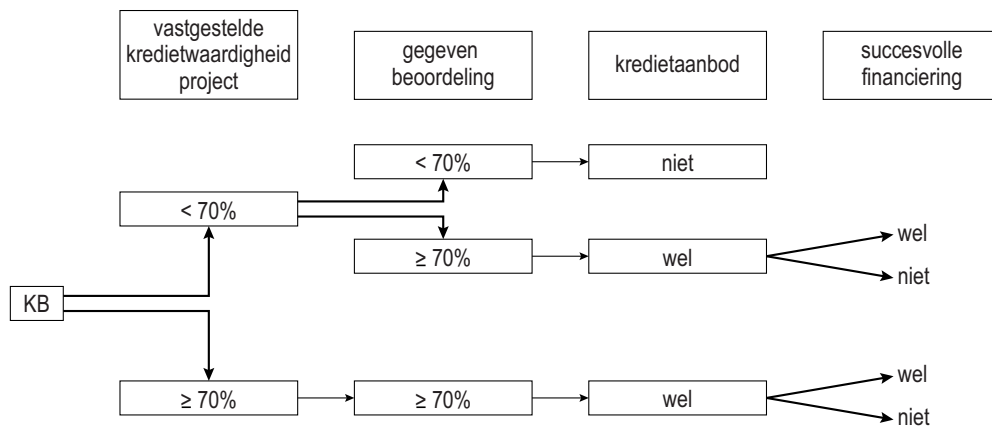 vastgestelde
kredietwaardigheid
project
gegeven
beoordeling
kredietaanbod
succesvolle
financiering
< 70%
niet
< 70%
≥ 70%
wel
wel
niet
KB
≥ 70%
≥ 70%
wel
wel
niet